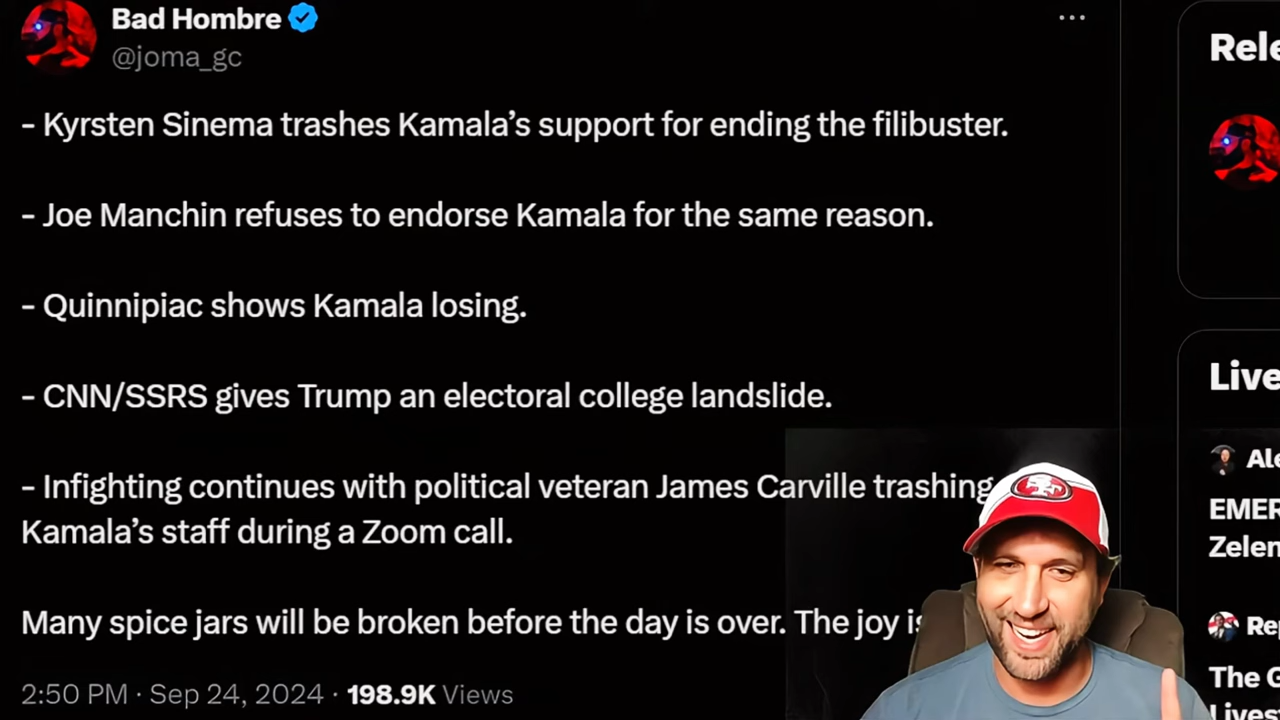 Bad Hombre
@joma_gc
- Kyrsten Sinema trashes Kamala’s support for ending the filibuster.
- Joe Manchin refuses to endorse Kamala for the same reason.
- Quinnipiac shows Kamala losing.
- CNN/SSRS gives Trump an electoral college landslide.
- Infighting continues with political veteran James Carville trashing
Kamala’s staff during a Zoom call.
Many spice jars will be broken before the day is over. The joy is
2:50 PM · Sep 24, 2024 · 198.9K Views
Rele
Live
Ale
EMER
Zelen
Rep
The G
Livest
SF